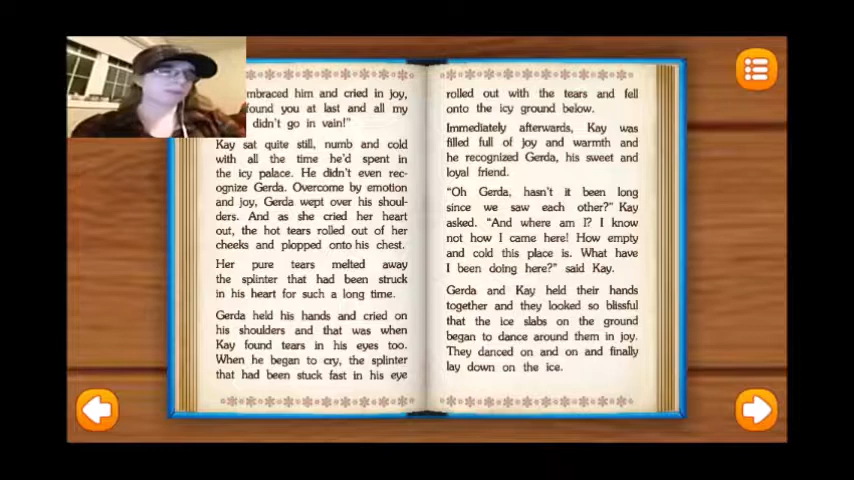 mbraced him and cried in joy,
found you at last and all my
didn't go in vain!"
Kay sat quite still, numb and cold
with all the time he'd spent in
the icy palace. He didn't even rec-
ognize Gerda. Overcome by emotion
and joy, Gerda wept over his shoul-
ders. And as she cried her heart
out, the hot tears rolled out of her
cheeks and plopped onto his chest.
Her pure tears melted away
the splinter that had been struck
in his heart for such a long time.
Gerda held his hands and cried on
his shoulders and that was when
Kay found tears in his eyes too.
When he began to cry, the splinter
that had been stuck fast in his eye
rolled out with the tears and fell
onto the icy ground below.
Immediately afterwards, Kay was
filled full of joy and warmth and
he recognized Gerda, his sweet and
loyal friend.
"Oh Gerda, hasn't it been long
since we saw each other?" Kay
asked. "And where am I? I know
not how I came here! How empty
and cold this place is. What have
I been doing here?" said Kay.
Gerda and Kay held their hands
together and they looked so blissful
that the ice slabs on the ground
began to dance around them in joy.
They danced on and on and finally
lay down on the ice.